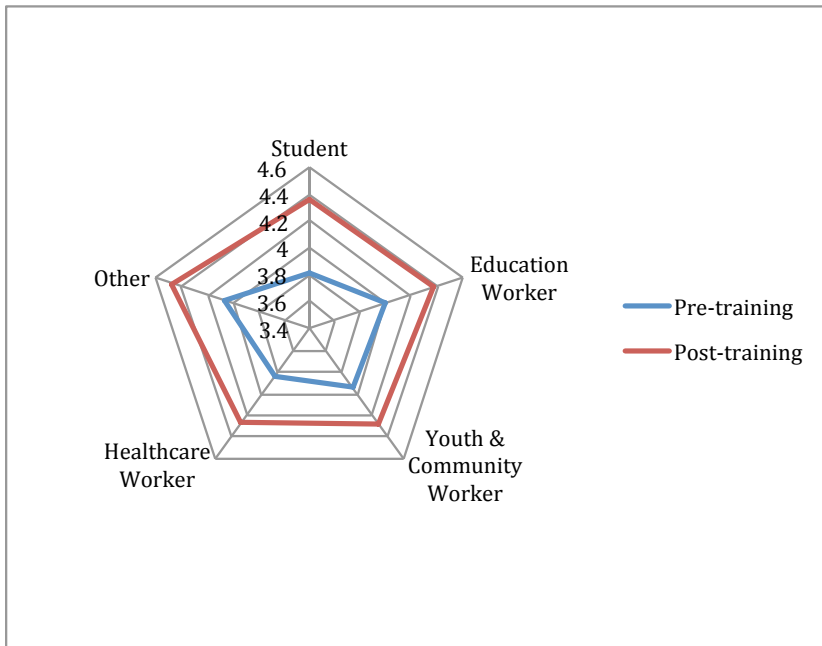 Student
4.6
4.4
4.2
4
3.8
3.6
3.4
Education
Worker
Youth &
Community
Worker
Healthcare
Worker
Other
Pre-training
Post-training